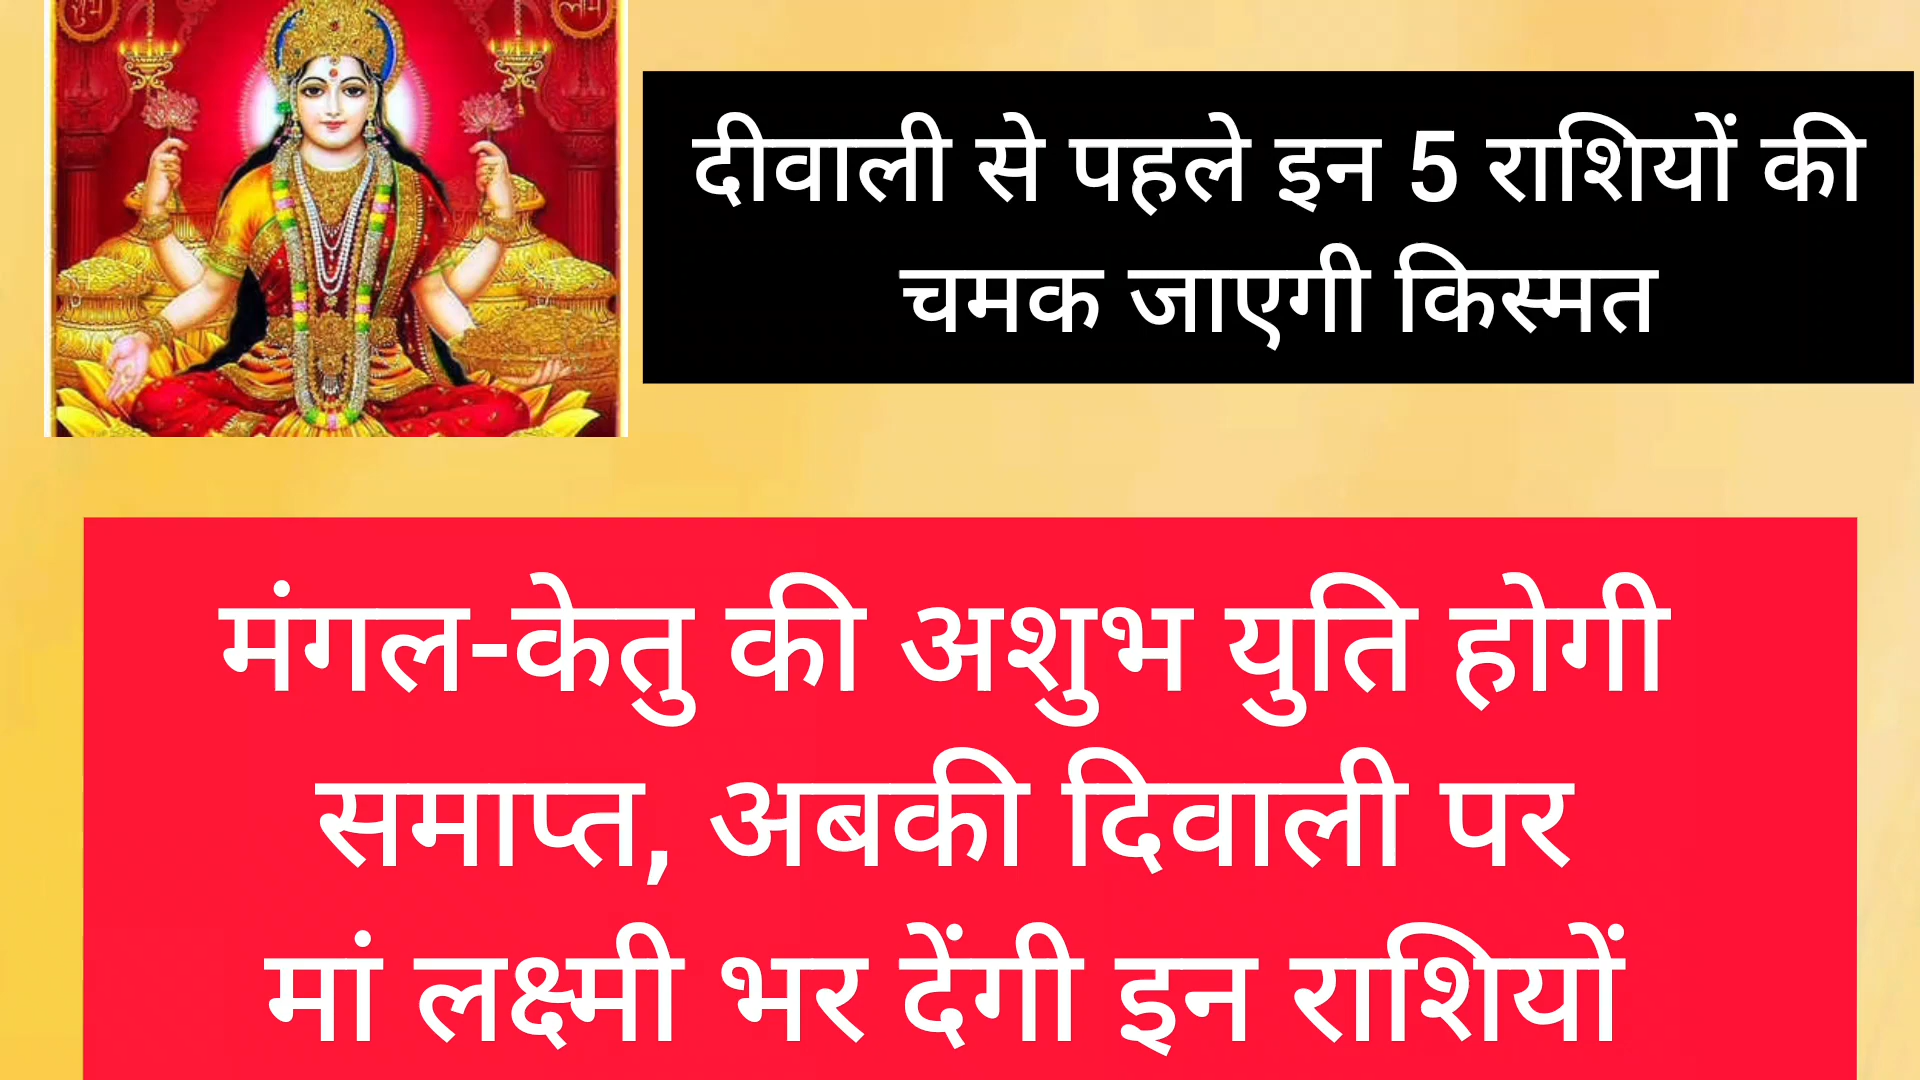 शुभ
लाभ
दीवाली से पहले इन 5 राशियों की
चमक जाएगी किस्मत
मंगल-केतु की अशुभ युति होगी
समाप्त, अबकी दिवाली पर
मां लक्ष्मी भर देंगी इन राशियों